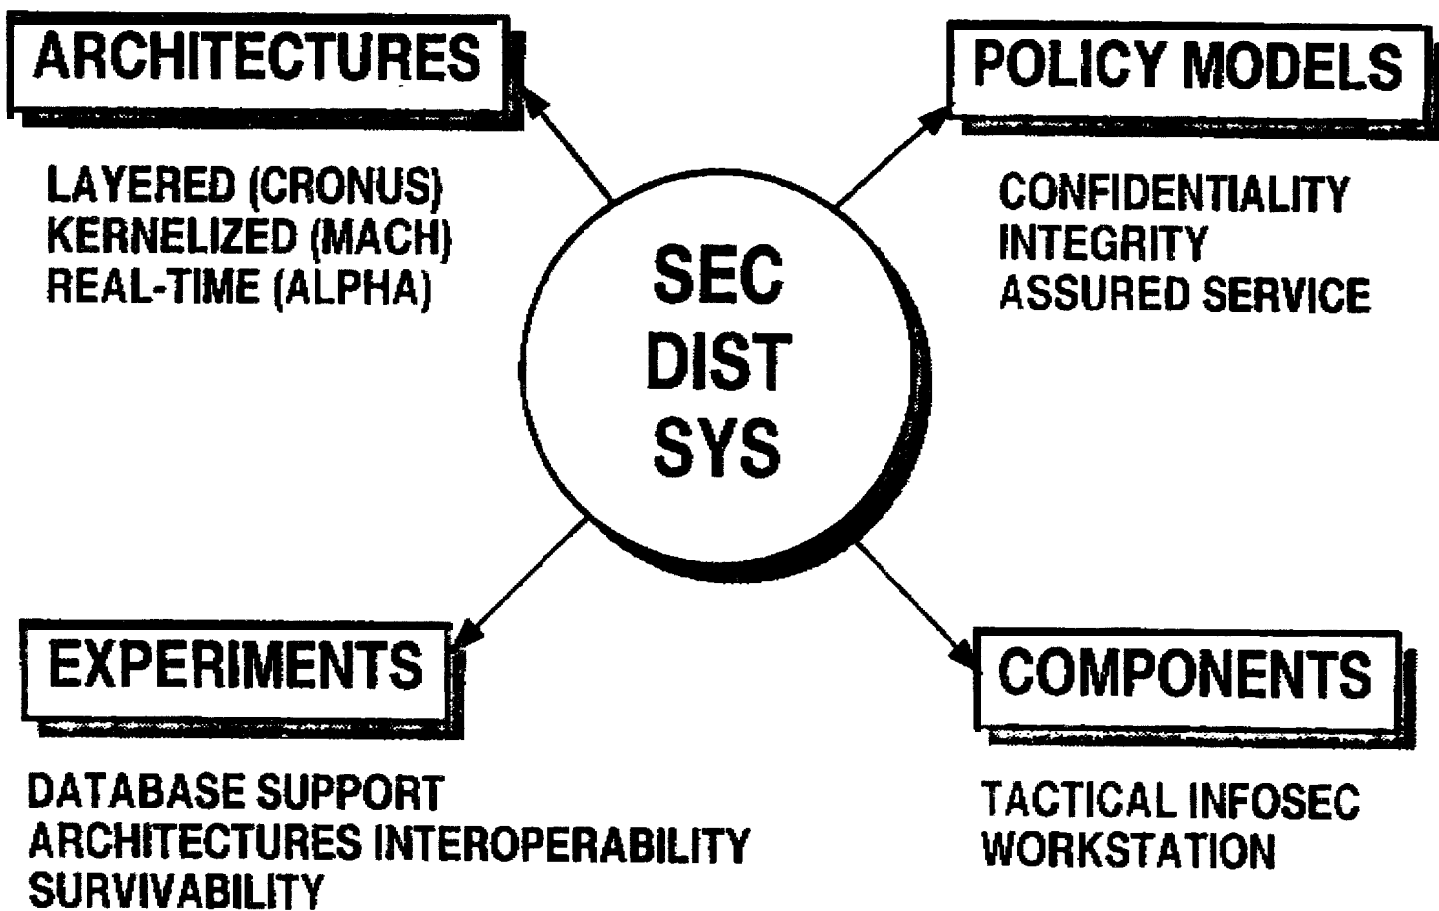 ARCHITECTURES
LAYERED (CRONUS)
KERNELIZED (MACH)
REAL-TIME (ALPHA)
POLICY MODELS
CONFIDENTIALITY
INTEGRITY
ASSURED SERVICE
SEC
DIST
SYS
EXPERIMENTS
DATABASE SUPPORT
ARCHITECTURES INTEROPERABILITY
SURVIVABILITY
COMPONENTS
TACTICAL INFOSEC
WORKSTATION